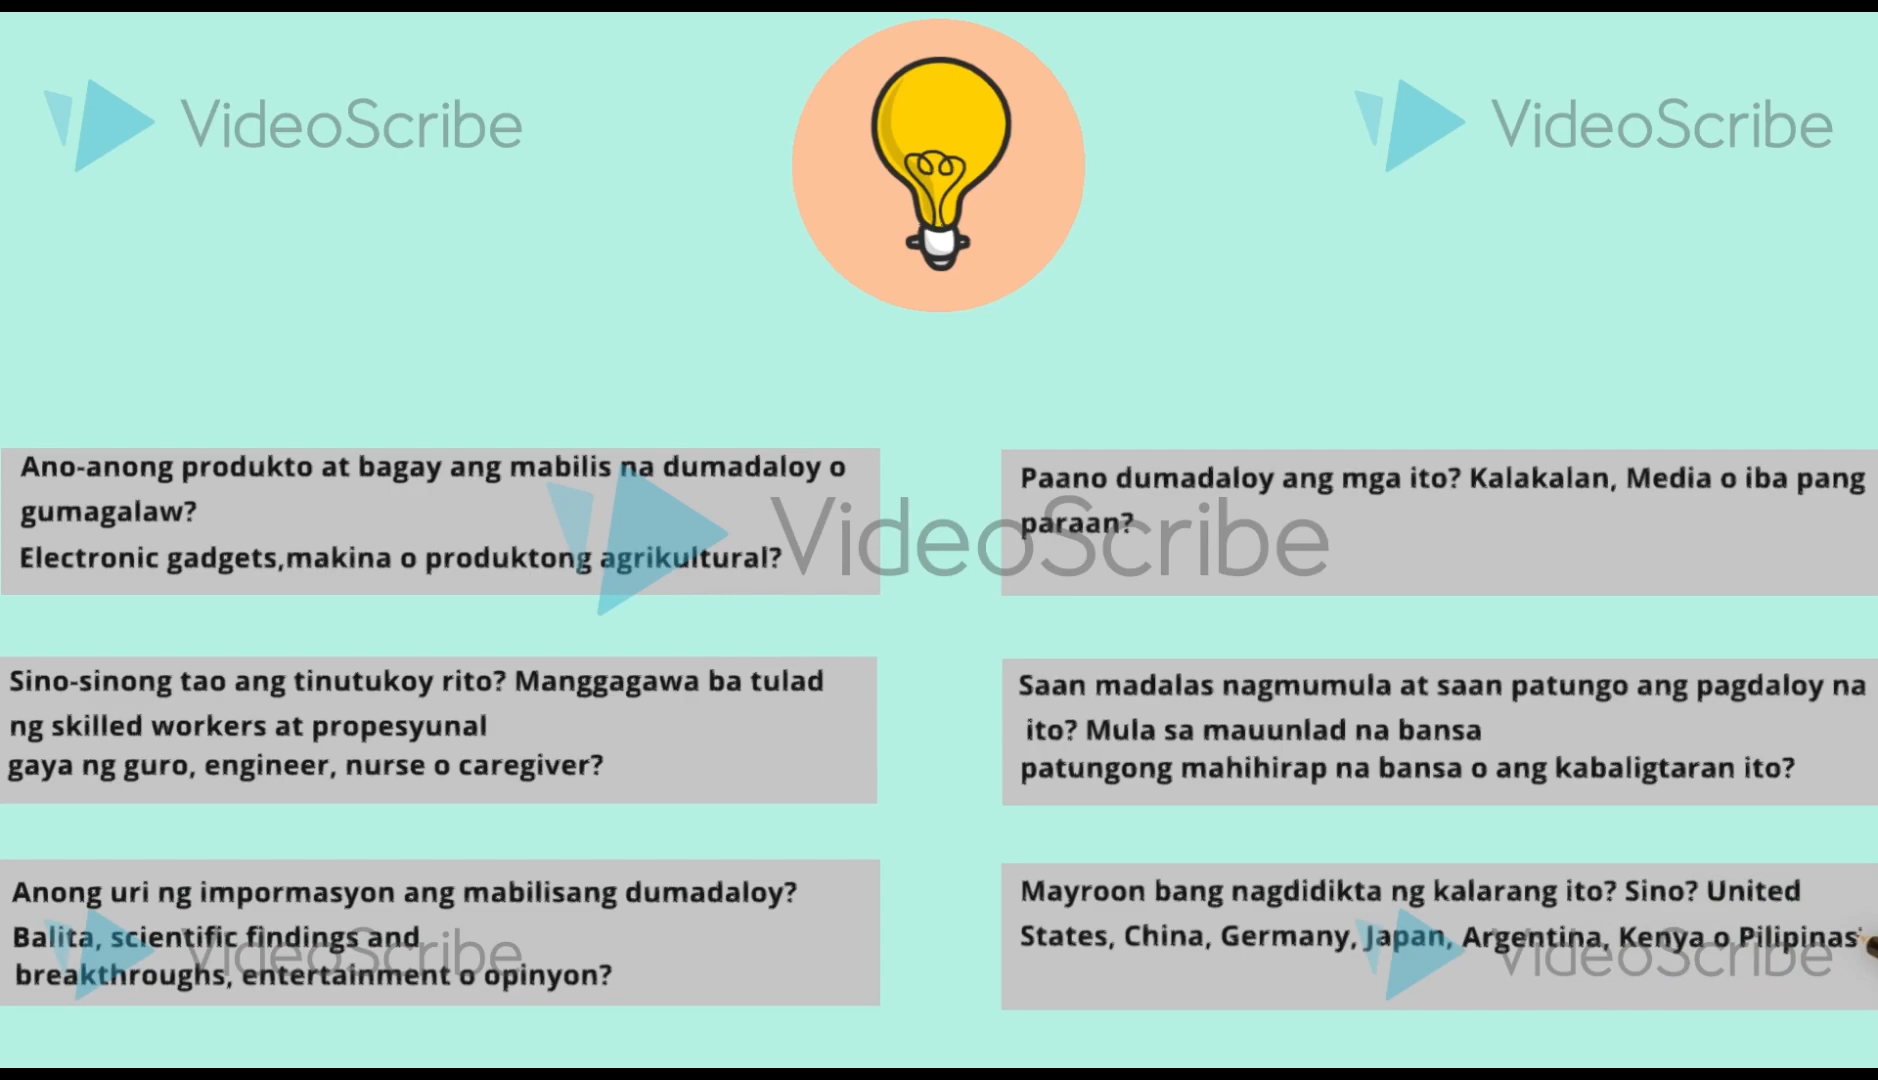 VideoScribe
VideoScribe
Ano-anong produkto at bagay ang mabilis na dumadaloy o
gumagalaw?
Electronic gadgets,makina o produktong agrikultural?
Paano dumadaloy ang mga ito? Kalakalan, Media o iba pang
paraan?
VideoScribe
Sino-sinong tao ang tinutukoy rito? Manggagawa ba tulad
ng skilled workers at propesyunal
gaya ng guro, engineer, nurse o caregiver?
Saan madalas nagmumula at saan patungo ang pagdaloy na
ito? Mula sa mauunlad na bansa
patungong mahihirap na bansa o ang kabaligtaran ito?
Anong uri ng impormasyon ang mabilisang dumadaloy?
Balita, scientific findings and
breakthroughs, entertainment o opinyon?
VideoScribe
Mayroon bang nagdidikta ng kalarang ito? Sino? United
States, China, Germany, Japan, Argentina, Kenya o Pilipinas
VideoScribe